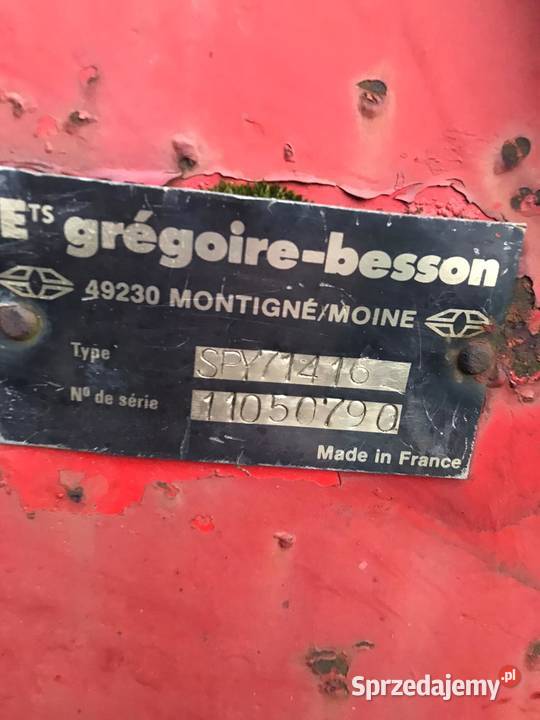 ETS grégoire-besson
49230 MONTIGNÉ/MOINE
Type SPY71416
N° de série 11050790
Made in France
Sprzedajemy.pl